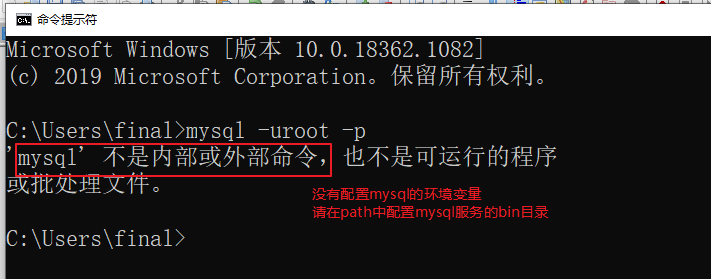 命令提示符
Microsoft Windows [版本 10.0.18362.1082]
(c) 2019 Microsoft Corporation。保留所有权利。
C:\Users\final>mysql -uroot -p
'mysql' 不是内部或外部命令，也不是可运行的程序
或批处理文件。
没有配置mysql的环境变量
请在path中配置mysql服务的bin目录
C:\Users\final>